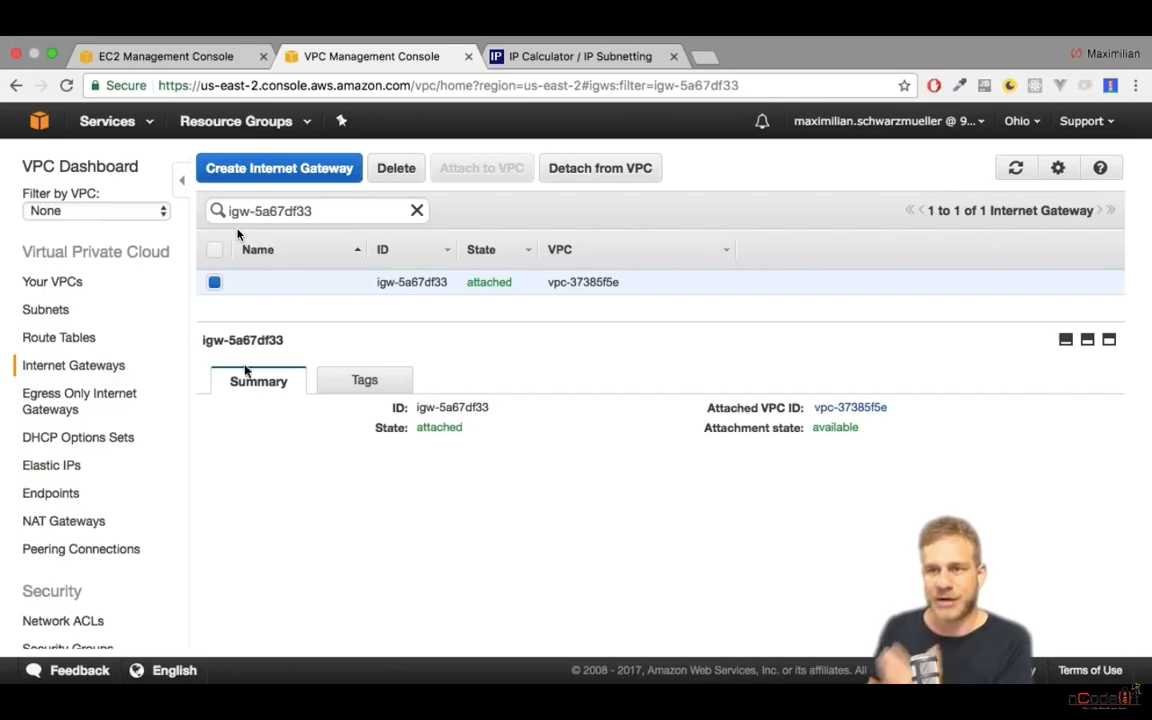 EC2 Management Console
VPC Management Console
IP IP Calculator / IP Subnetting
Maximilian
Secure https://us-east-2.console.aws.amazon.com/vpc/home?region=us-east-2#igws:filter=igw-5a67df33
Services
Resource Groups
maximilian.schwarzmueller @ 9...
Ohio
Support
VPC Dashboard
Filter by VPC:
None
Virtual Private Cloud
Your VPCs
Subnets
Route Tables
Internet Gateways
Egress Only Internet
Gateways
DHCP Options Sets
Elastic IPs
Endpoints
NAT Gateways
Peering Connections
Security
Network ACLs
Security Groups
Create Internet Gateway
Delete
Attach to VPC
Detach from VPC
igw-5a67df33
1 to 1 of 1 Internet Gateway
Name
ID
State
VPC
igw-5a67df33
attached
vpc-37385f5e
igw-5a67df33
Summary
Tags
ID: igw-5a67df33
Attached VPC ID: vpc-37385f5e
State: attached
Attachment state: available
Feedback
English
© 2008 - 2017, Amazon Web Services, Inc. or its affiliates. All
Terms of Use